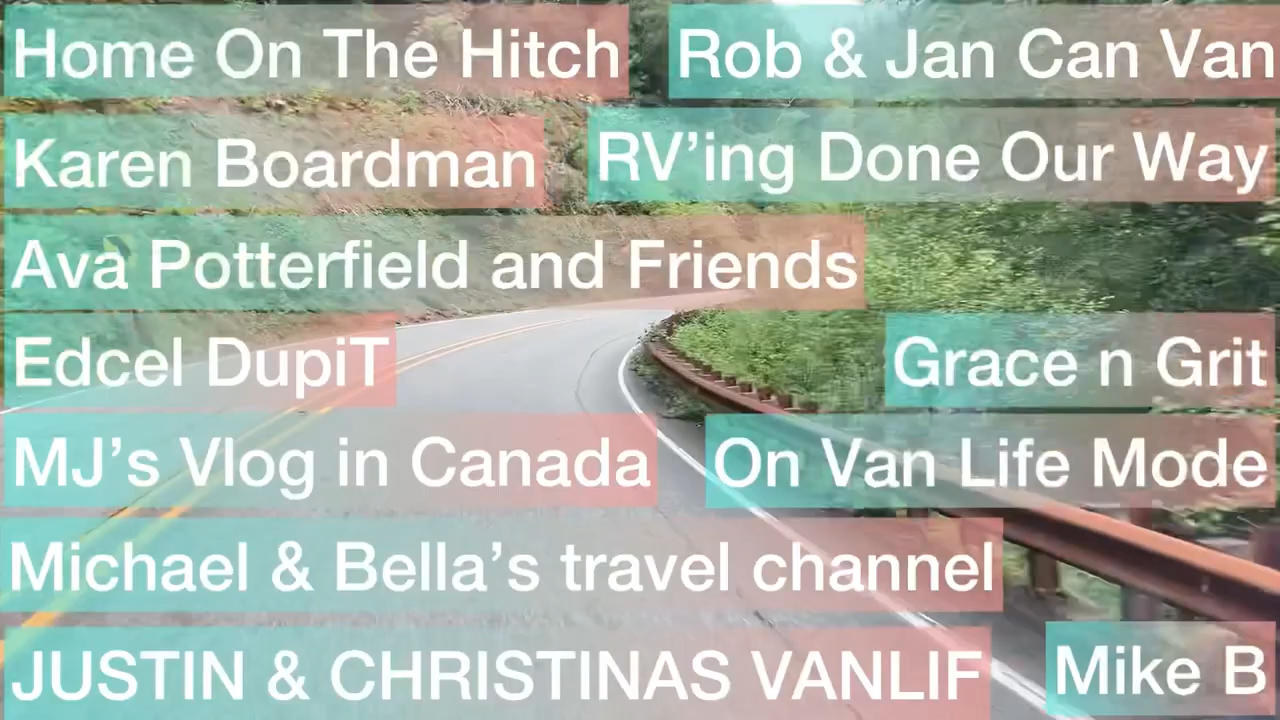 Home On The Hitch
Rob & Jan Can Van
Karen Boardman
RV’ing Done Our Way
Ava Potterfield and Friends
Edcel DupiT
Grace n Grit
MJ’s Vlog in Canada
On Van Life Mode
Michael & Bella’s travel channel
JUSTIN & CHRISTINAS VANLIF
Mike B